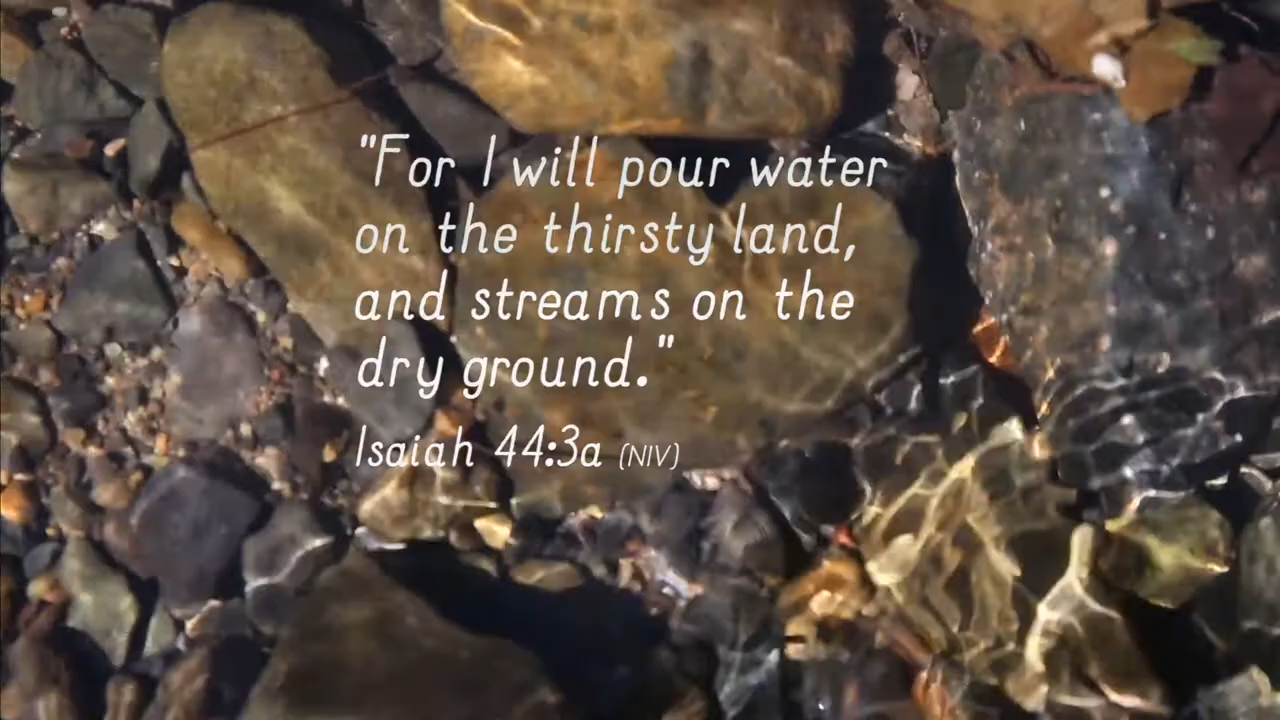 "For I will pour water
on the thirsty land,
and streams on the
dry ground."
Isaiah 44:3a (NIV)